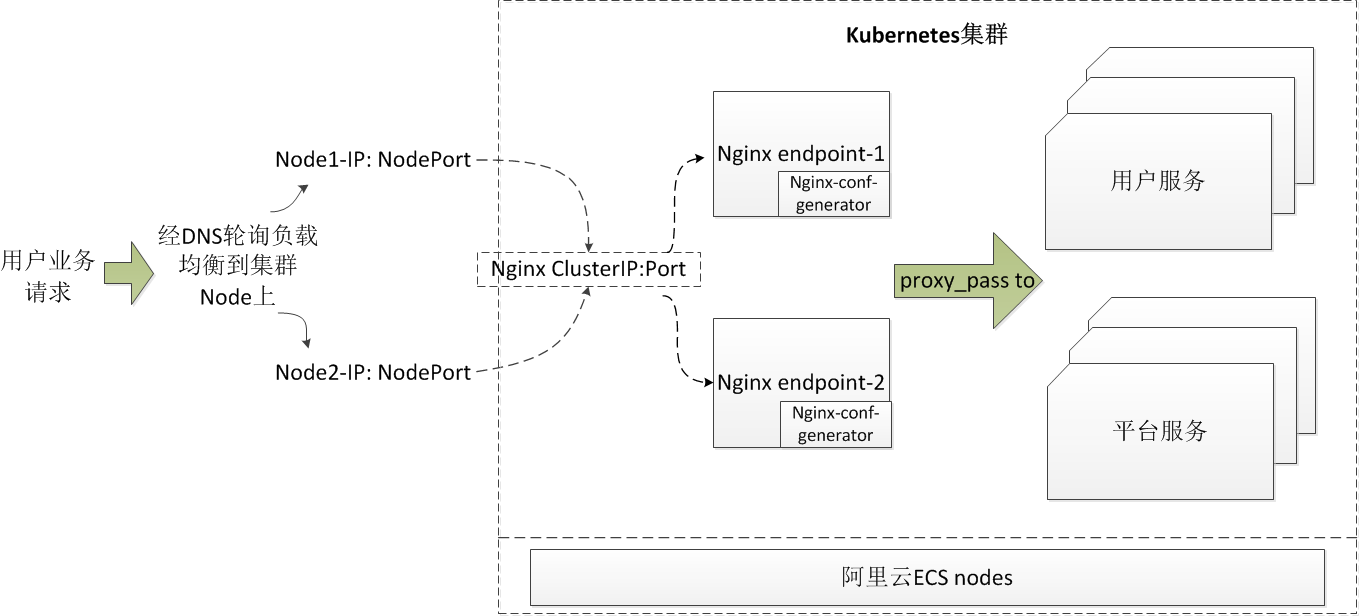 Kubernetes集群
用户业务
请求
经DNS轮询负载
均衡到集群
Node上
Node1-IP: NodePort
Node2-IP: NodePort
Nginx ClusterIP:Port
Nginx endpoint-1
Nginx-conf-
generator
Nginx endpoint-2
Nginx-conf-
generator
proxy_pass to
用户服务
平台服务
阿里云ECS nodes